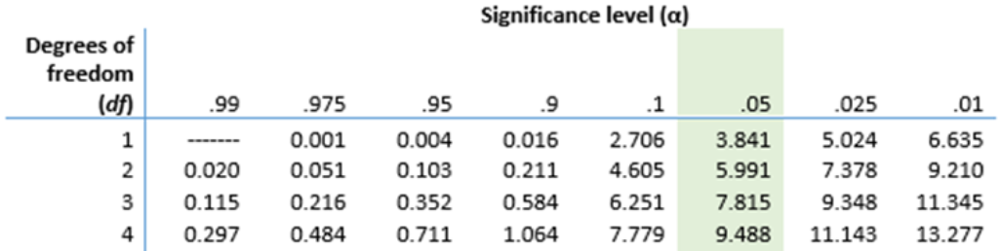 Significance level (α)
Degrees of
freedom
(df) .99 .975 .95 .9 .1 .05 .025 .01
1 ------- 0.001 0.004 0.016 2.706 3.841 5.024 6.635
2 0.020 0.051 0.103 0.211 4.605 5.991 7.378 9.210
3 0.115 0.216 0.352 0.584 6.251 7.815 9.348 11.345
4 0.297 0.484 0.711 1.064 7.779 9.488 11.143 13.277